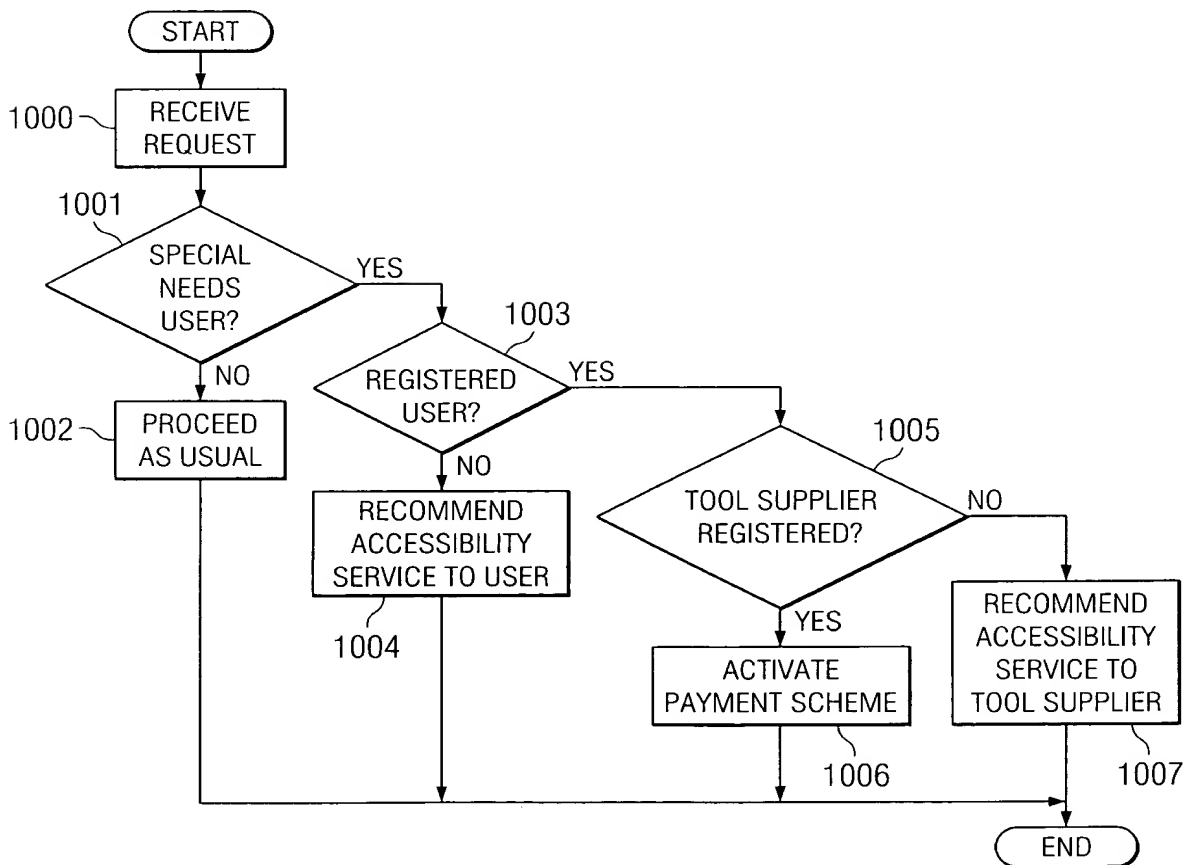 START
1000
RECEIVE
REQUEST
1001
SPECIAL
NEEDS
USER?
YES
NO
1002
PROCEED
AS USUAL
1003
REGISTERED
USER?
YES
NO
RECOMMEND
ACCESSIBILITY
SERVICE TO USER
1004
1005
TOOL SUPPLIER
REGISTERED?
NO
YES
ACTIVATE
PAYMENT SCHEME
1006
RECOMMEND
ACCESSIBILITY
SERVICE TO
TOOL SUPPLIER
1007
END